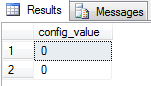 Results Messages
config_value
1 0
2 0